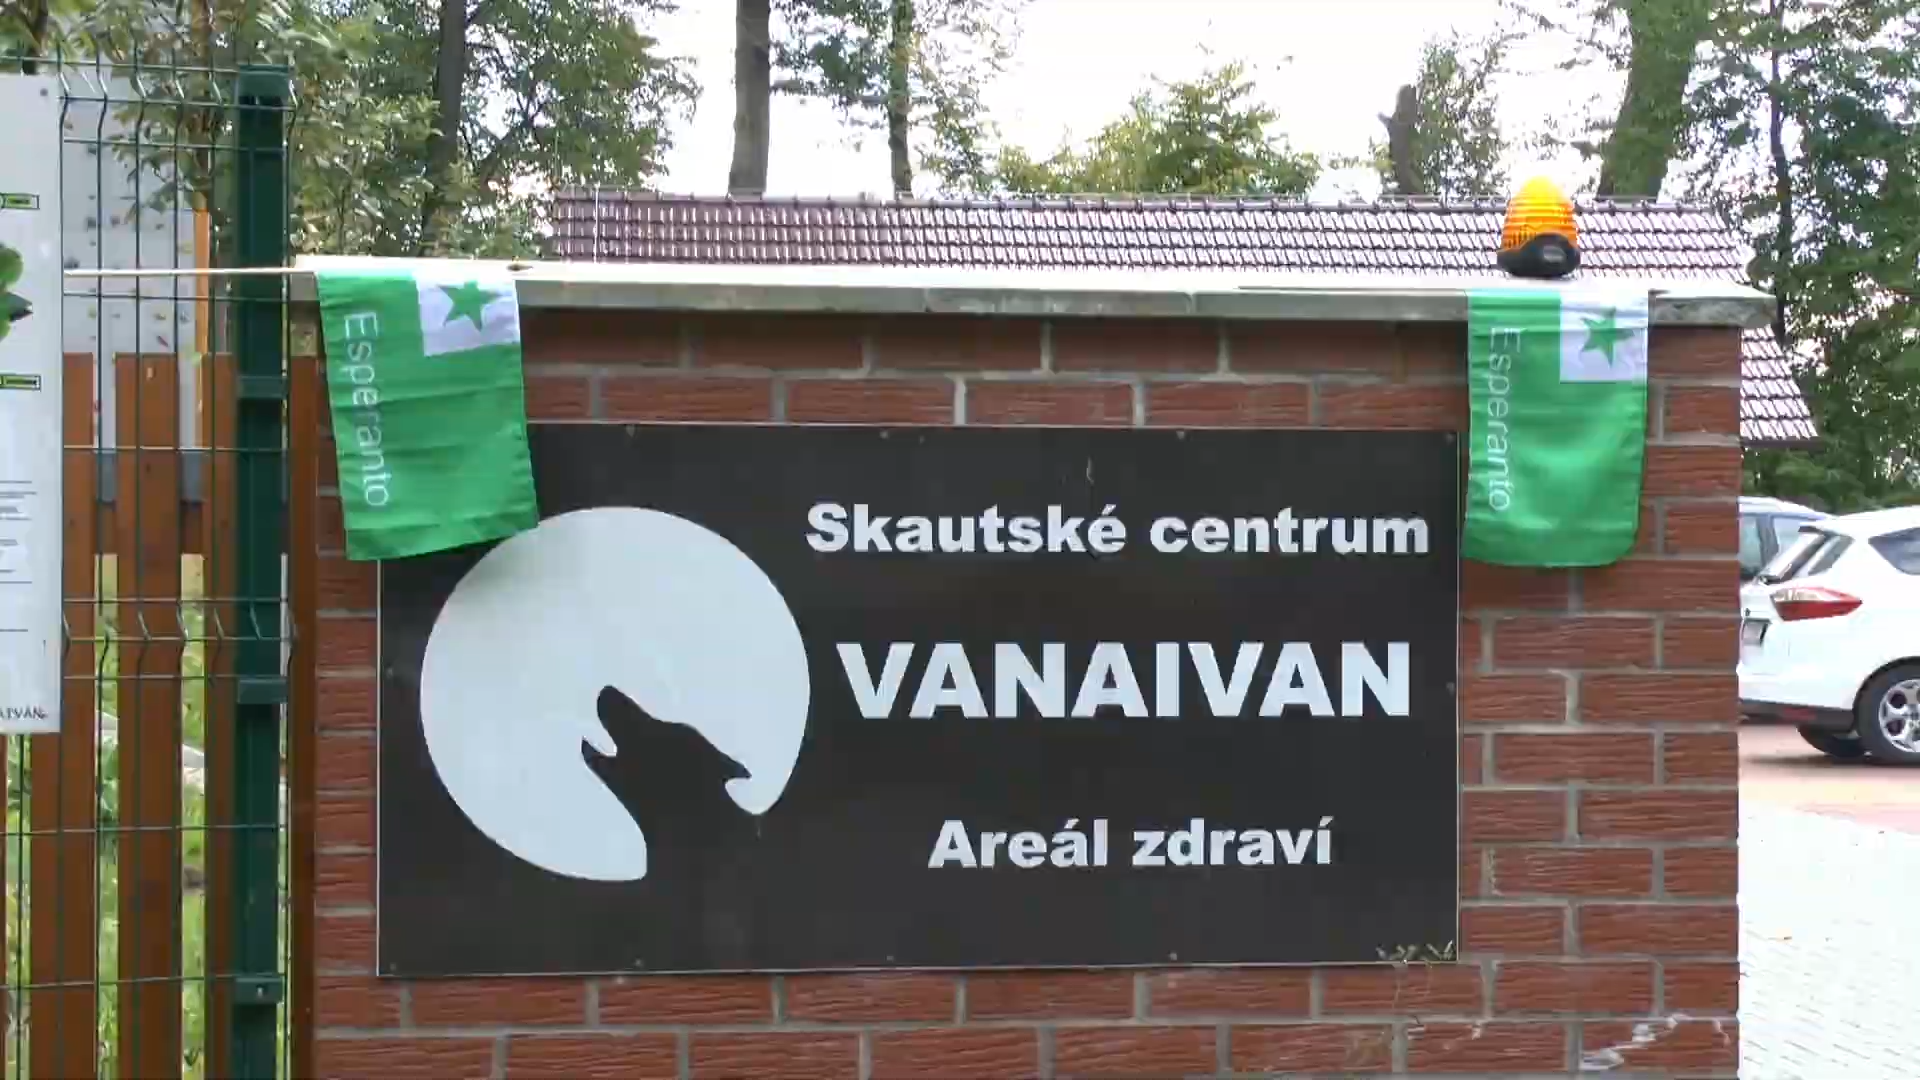 Esperanto
Esperanto
Skautské centrum
VANAIVAN
Areál zdraví